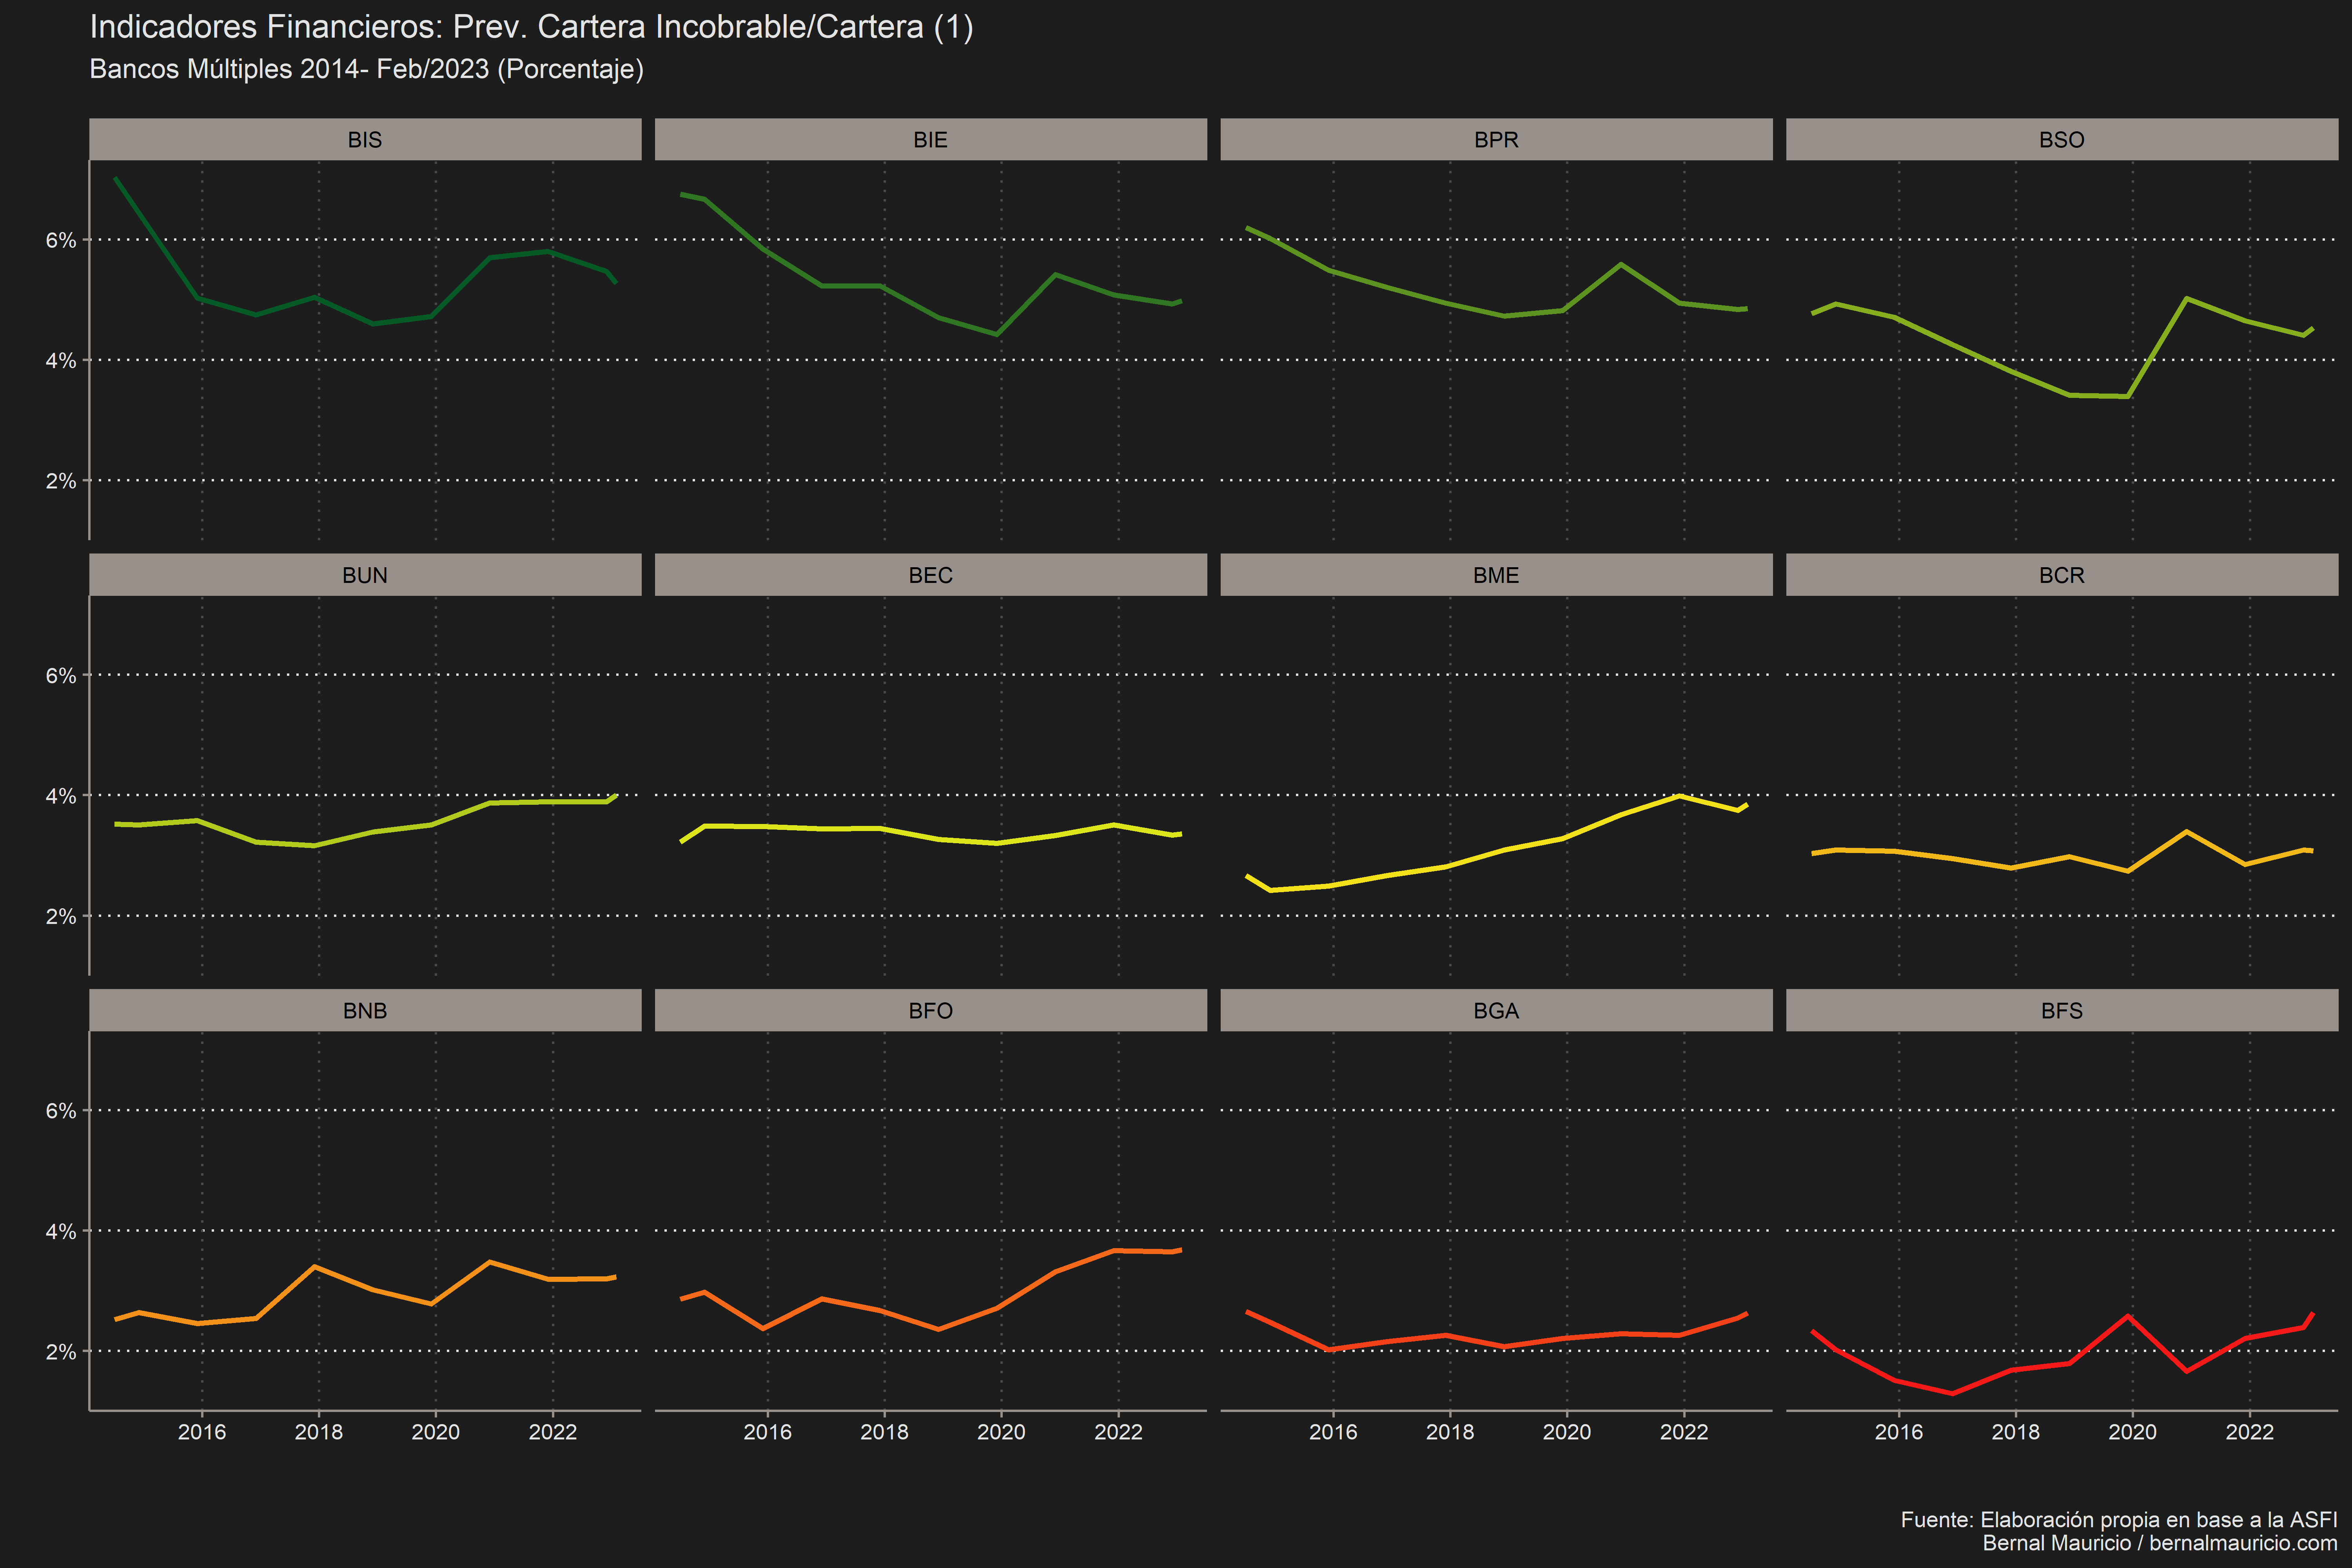 Indicadores Financieros: Prev. Cartera Incobrable/Cartera (1)
Bancos Múltiples 2014- Feb/2023 (Porcentaje)
BIS
BIE
BPR
BSO
6%
4%
2%
BUN
BEC
BME
BCR
6%
4%
2%
BNB
BFO
BGA
BFS
6%
4%
2%
2016 2018 2020 2022
2016 2018 2020 2022
2016 2018 2020 2022
2016 2018 2020 2022
Fuente: Elaboración propia en base a la ASFI
Bernal Mauricio / bernalmauricio.com